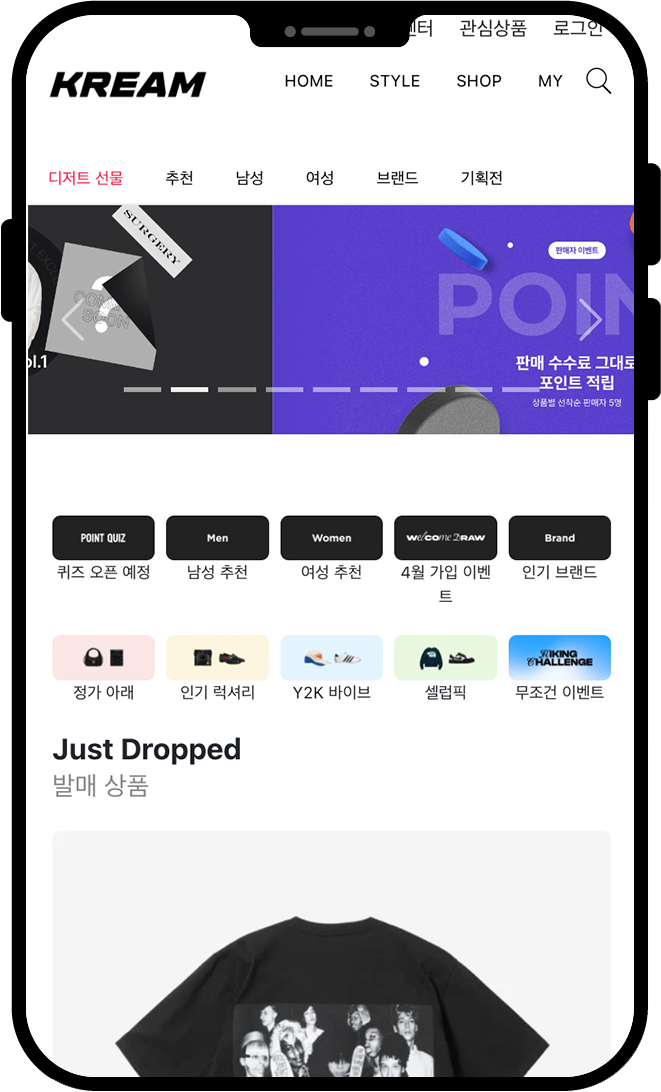 센터 관심상품 로그인
KREAM HOME STYLE SHOP MY
디저트 선물 추천 남성 여성 브랜드 기획전
SURGERY
COMING
SOON
ol.1
판매자 이벤트
POIN
판매 수수료 그대로
포인트 적립
상품별 선착순 판매자 5명
POINT QUIZ Men Women Welcome DRAW Brand
퀴즈 오픈 예정 남성 추천 여성 추천 4월 가입 이벤트 인기 브랜드
HIKING
CHALLENGE
정가 아래 인기 럭셔리 Y2K 바이브 셀럽픽 무조건 이벤트
Just Dropped
발매 상품